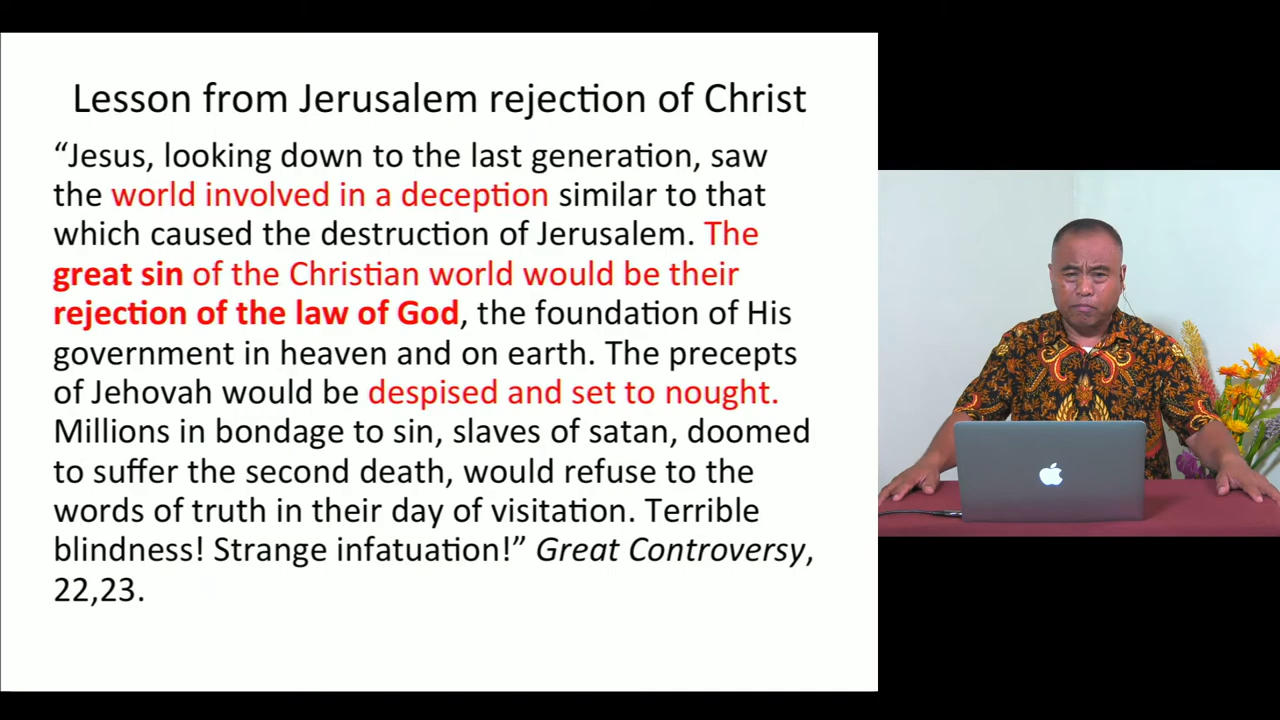 Lesson from Jerusalem rejection of Christ
“Jesus, looking down to the last generation, saw
the world involved in a deception similar to that
which caused the destruction of Jerusalem. The
great sin of the Christian world would be their
rejection of the law of God, the foundation of His
government in heaven and on earth. The precepts
of Jehovah would be despised and set to nought.
Millions in bondage to sin, slaves of satan, doomed
to suffer the second death, would refuse to the
words of truth in their day of visitation. Terrible
blindness! Strange infatuation!” Great Controversy,
22,23.